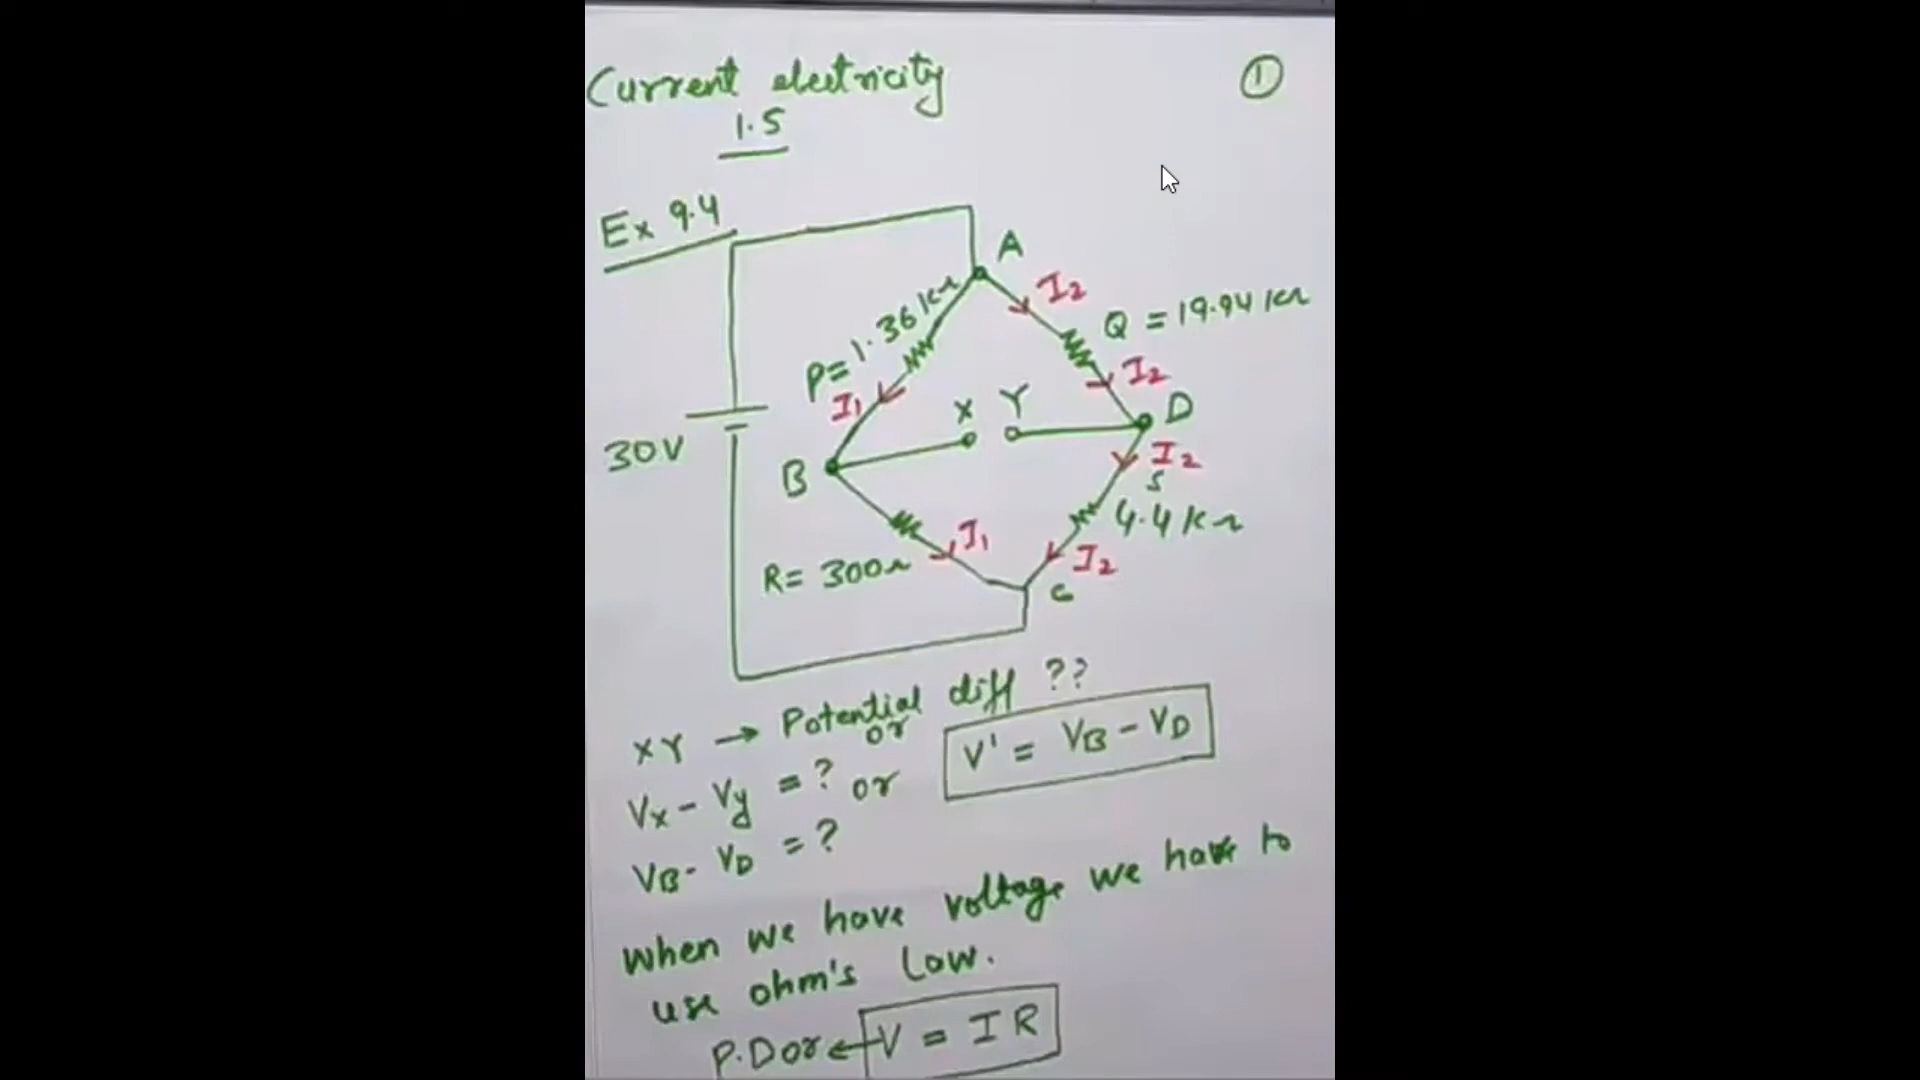 Current electricity
1
1.5
Ex 9.4
A
I₂
P= 1.36 kΩ
Q = 19.94 kΩ
I₁
I₂
X Y
D
30V
B
I₂
S
4.4 kΩ
I₁
R= 300Ω
I₂
C
XY → Potential diff ??
or
V' = VB - VD
Vx - Vy = ? or
VB - VD = ?
When we have voltage we have to
use ohm's Law.
P.D or ← V = I R